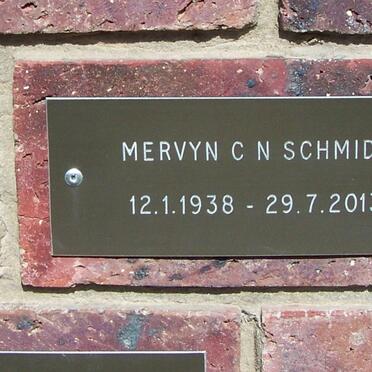 MERVYN C N SCHMID
12.1.1938 - 29.7.201